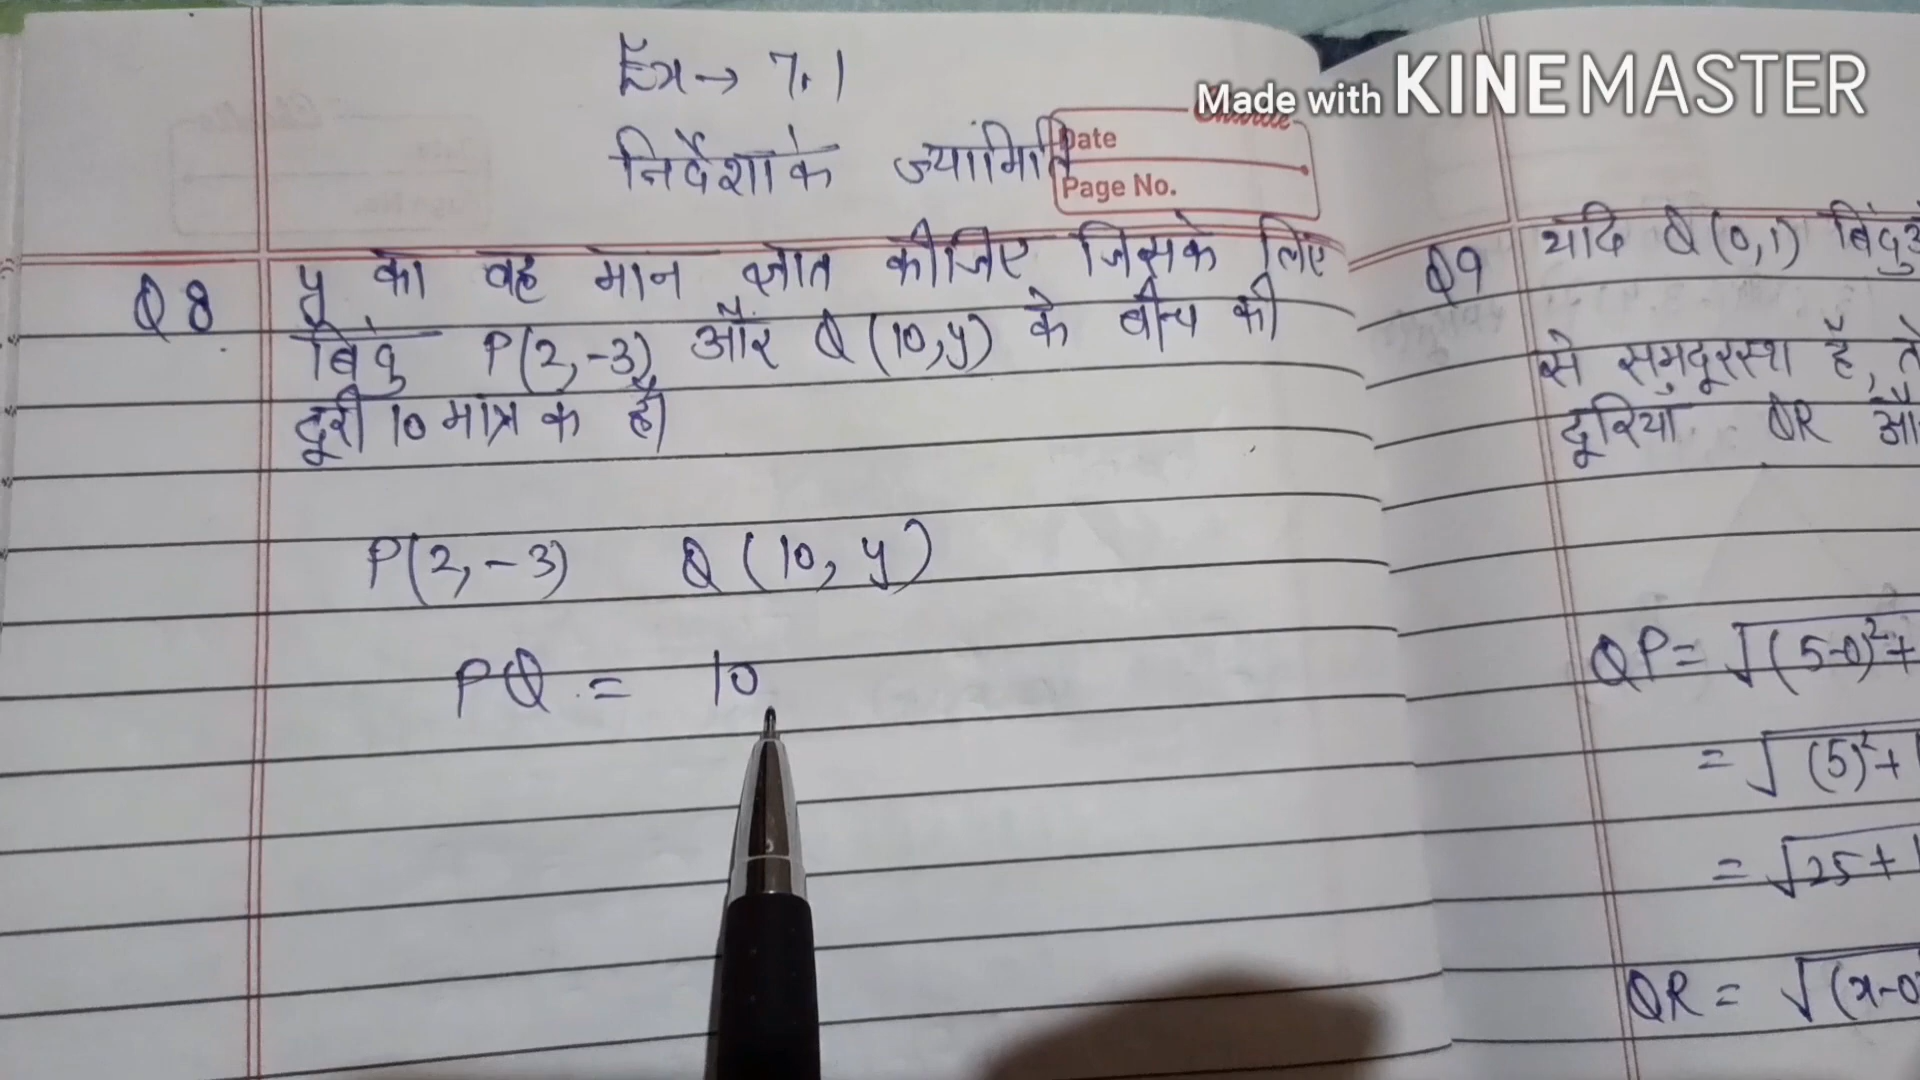 Ex → 7.1
Made with KINEMASTER
निर्देशांक ज्यामिति
Date
Page No.
Q8 y का वह मान ज्ञात कीजिए जिसके लिए
बिंदु P(2,-3) और Q(10,y) के बीच की
दूरी 10 मात्रक है।
P(2,-3) Q(10, y)
PQ = 10
Q9 यदि Q(0,1) बिंदुओं
से समदूरस्थ है,
दूरियाँ QR
QP = √(5-0)²+
= √(5)²+
= √25+
QR = √(x-0)